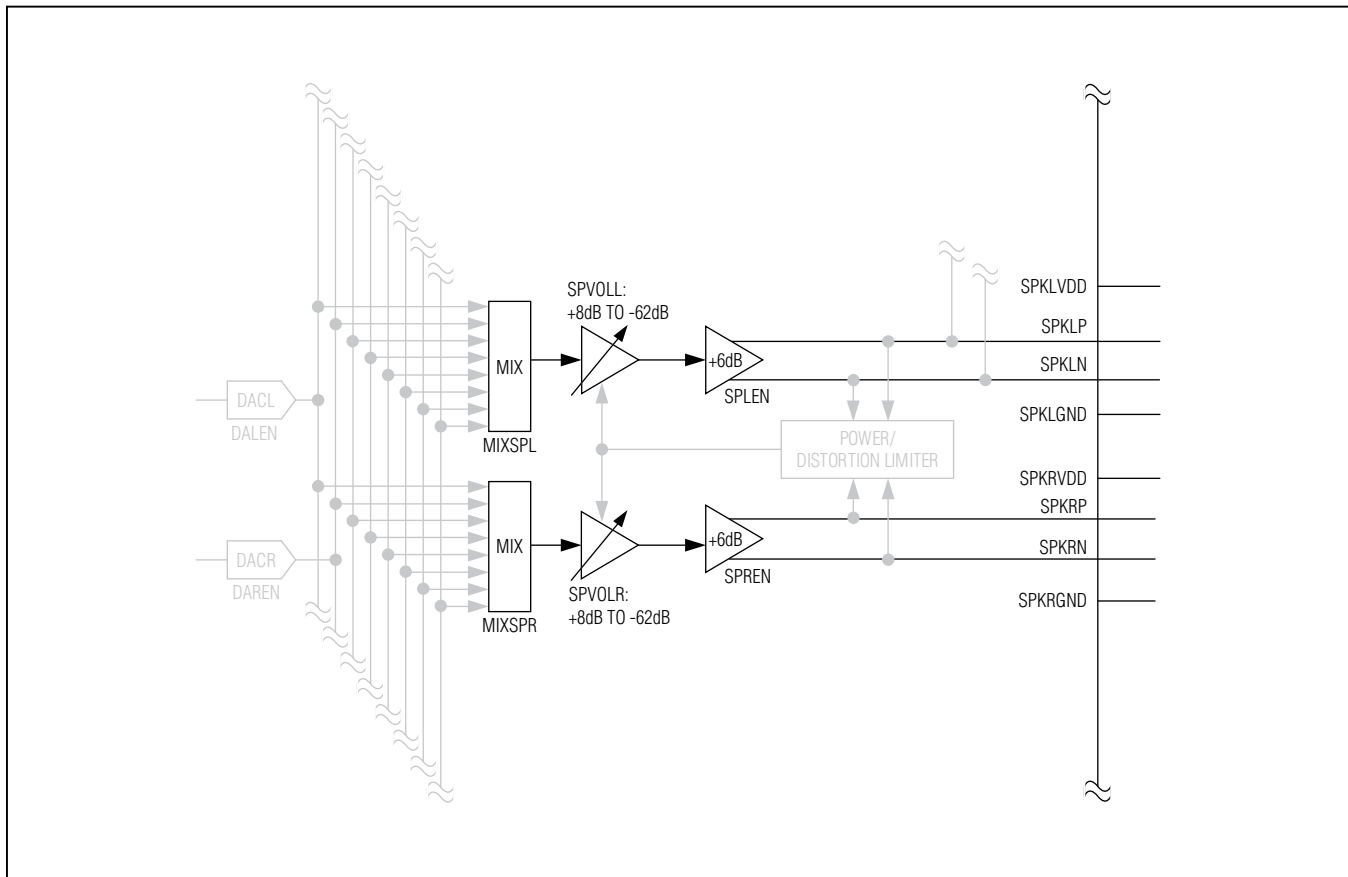 SPVOLL:
+8dB TO -62dB
MIX
MIXSPL
+6dB
SPLEN
DACL
DALEN
POWER/
DISTORTION LIMITER
SPKLVDD
SPKLP
SPKLN
SPKLGND
SPKRVDD
SPKRP
SPKRN
SPKRGND
MIX
MIXSPR
+6dB
SPREN
SPVOLR:
+8dB TO -62dB
DACR
DAREN